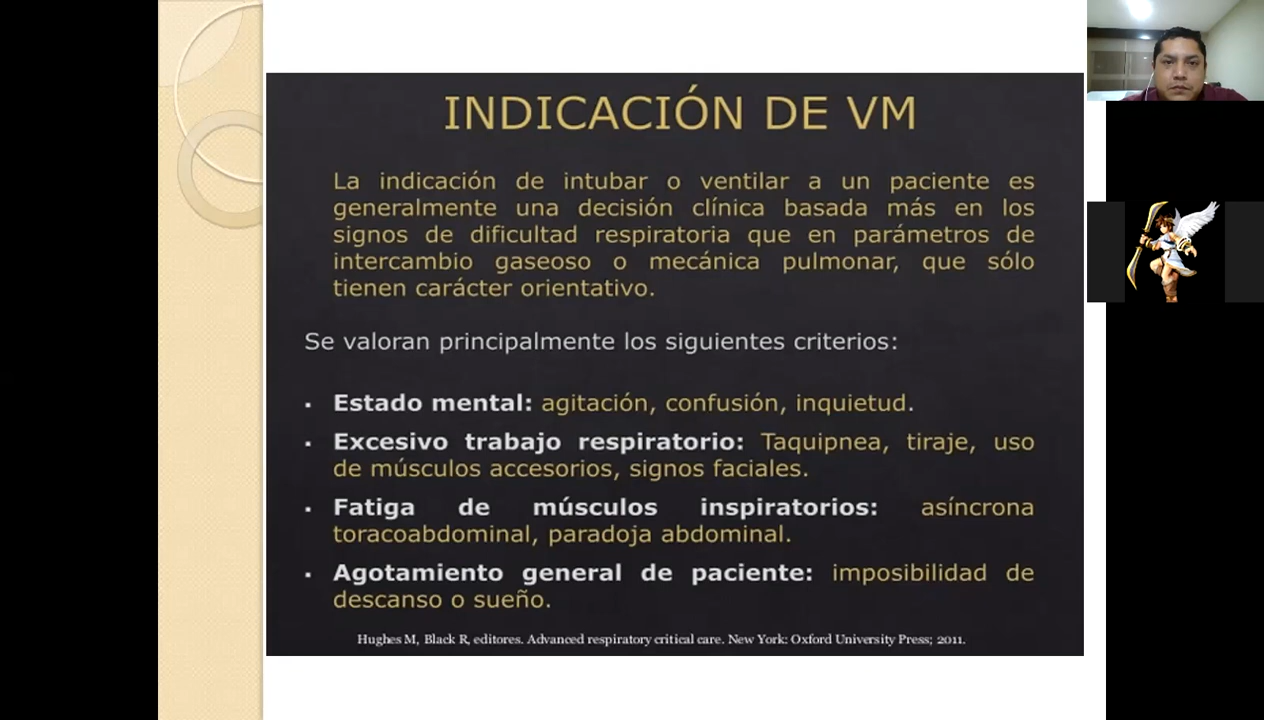 INDICACIÓN DE VM
La indicación de intubar o ventilar a un paciente es
generalmente una decisión clínica basada más en los
signos de dificultad respiratoria que en parámetros de
intercambio gaseoso o mecánica pulmonar, que sólo
tienen carácter orientativo.
Se valoran principalmente los siguientes criterios:
▪ Estado mental: agitación, confusión, inquietud.
▪ Excesivo trabajo respiratorio: Taquipnea, tiraje, uso
de músculos accesorios, signos faciales.
▪ Fatiga de músculos inspiratorios: asíncrona
toracoabdominal, paradoja abdominal.
▪ Agotamiento general de paciente: imposibilidad de
descanso o sueño.
Hughes M, Black R, editores. Advanced respiratory critical care. New York: Oxford University Press; 2011.